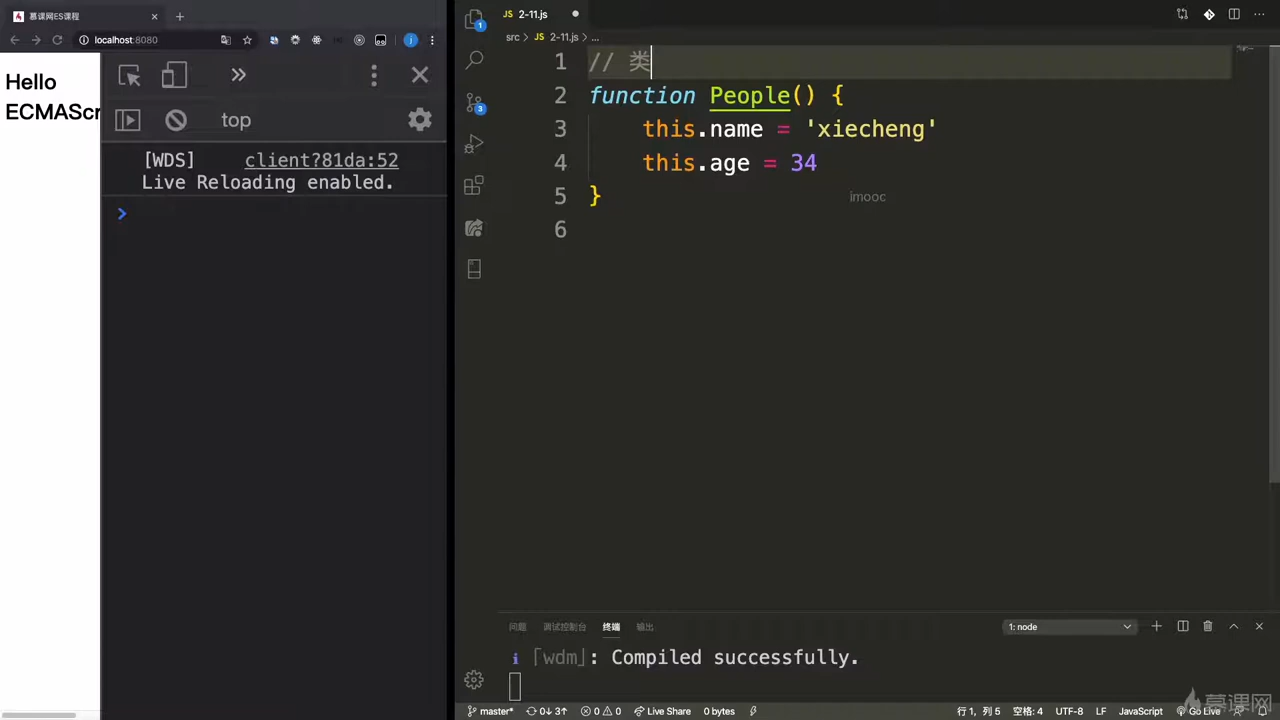 慕课网ES课程
localhost:8080
Hello
ECMAScr
top
[WDS] client?81da:52
Live Reloading enabled.
JS 2-11.js
src > JS 2-11.js > ...
1 // 类
2 function People() {
3 this.name = 'xiecheng'
4 this.age = 34
5 }
6
imooc
1
3
问题 调试控制台 终端 输出
1: node
i ｢wdm｣: Compiled successfully.
master* 0↓ 3↑ 0 0 Live Share 0 bytes
行 1, 列 5 空格: 4 UTF-8 LF JavaScript Go Live
慕课网